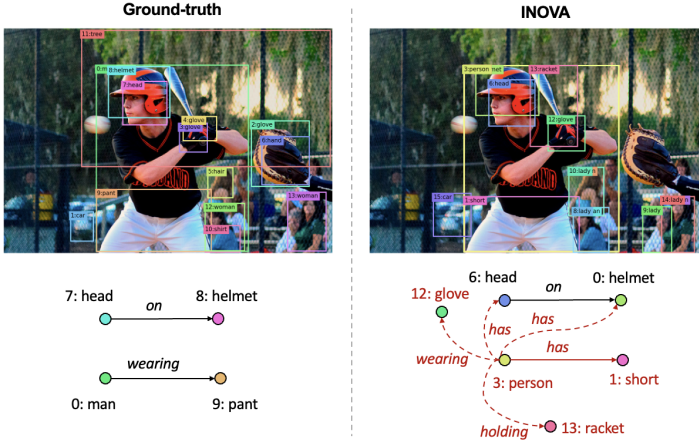 Ground-truth
INOVA
11:tree
0:m
8:helmet
7:head
4:glove
3:glove
2:glove
6:hand
5:hair
9:pant
12:woman
13:woman
1:car
10:shirt
3:person
net
13:racket
6:head
12:glove
10:lady
15:car
1:short
8:lady an
14:lady n
9:lady
7: head
on
8: helmet
wearing
0: man
9: pant
6: head
on
0: helmet
12: glove
has
has
wearing
has
3: person
1: short
holding
13: racket